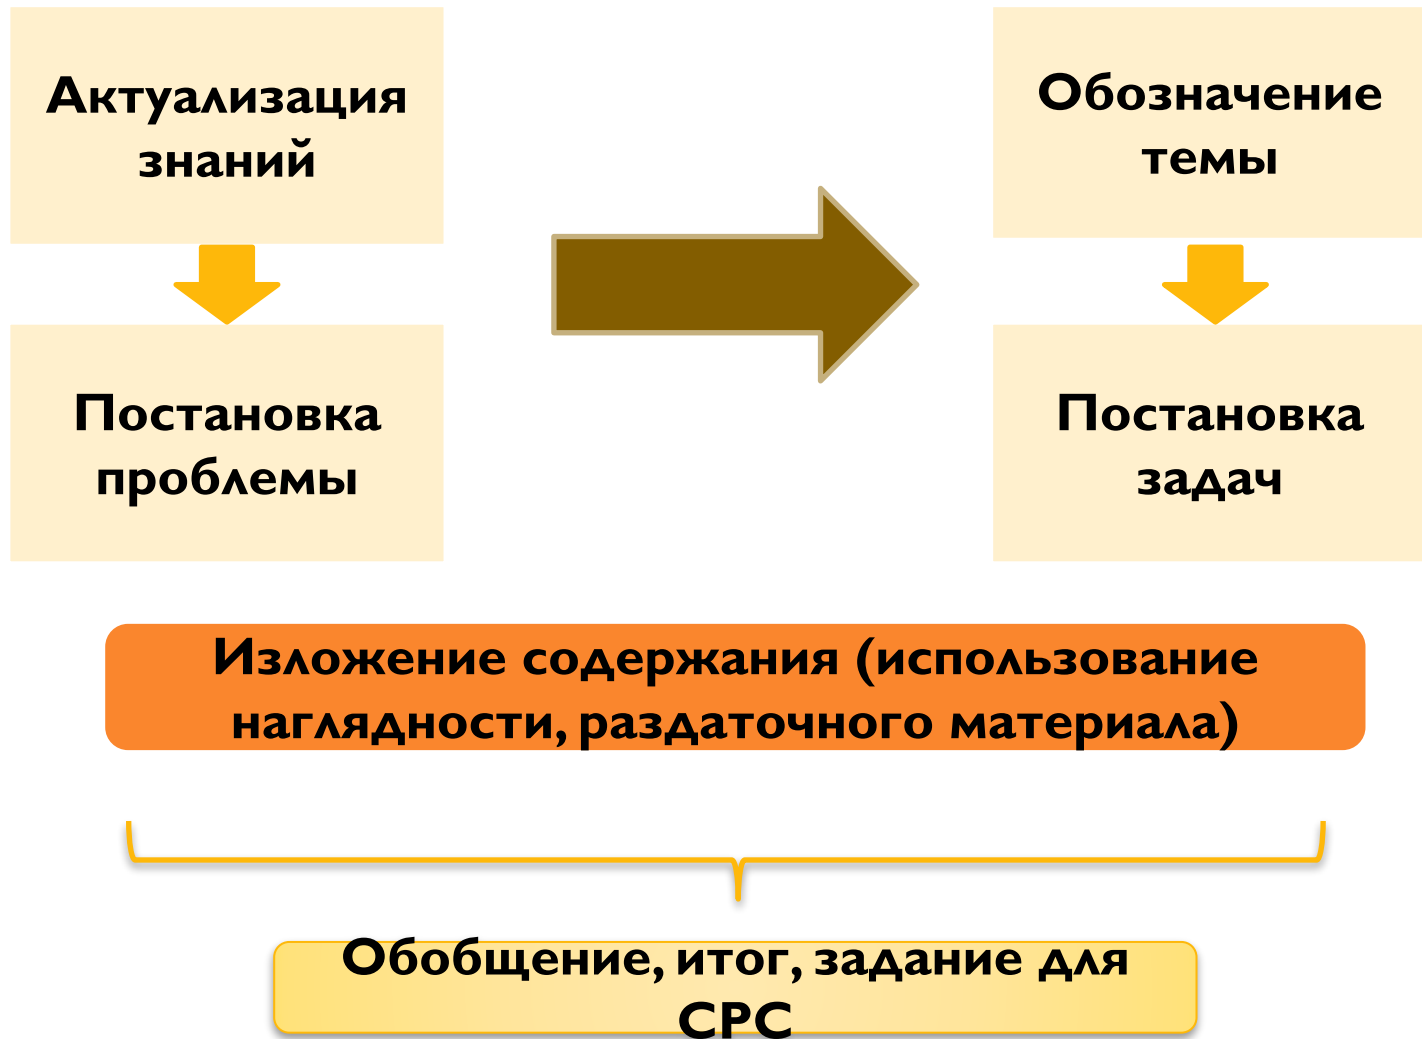 Актуализация
знаний
Постановка
проблемы
Обозначение
темы
Постановка
задач
Изложение содержания (использование
наглядности, раздаточного материала)
Обобщение, итог, задание для
СРС